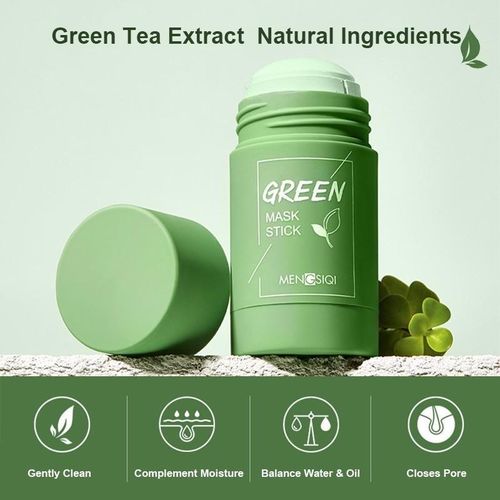 Green Tea Extract  Natural Ingredients
GREEN
MASK
STICK
MENGSIQI
Gently Clean
Complement Moisture
Balance Water & Oil
Closes Pore